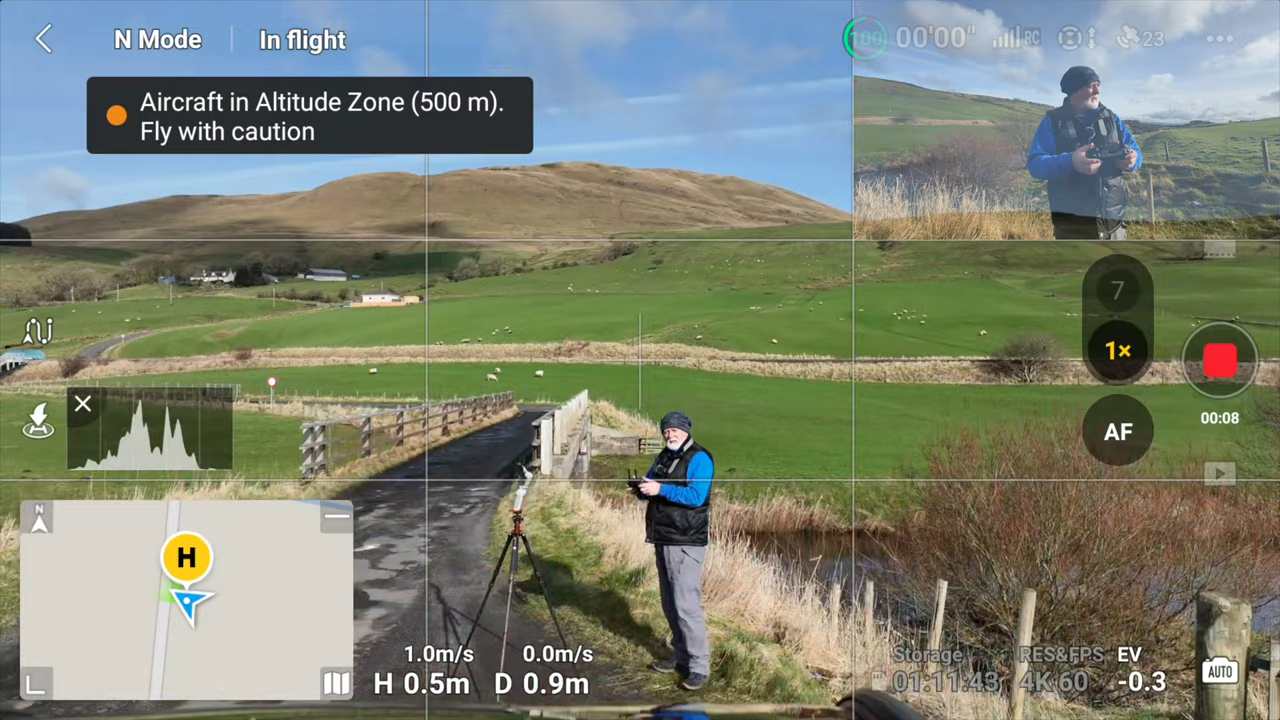 N Mode
In flight
100
00'00"
RC
23
Aircraft in Altitude Zone (500 m).
Fly with caution
7
1×
00:08
AF
N
H
1.0m/s
0.0m/s
H 0.5m
D 0.9m
Storage
01:11:43
RES&FPS
4K 60
EV
-0.3
AUTO